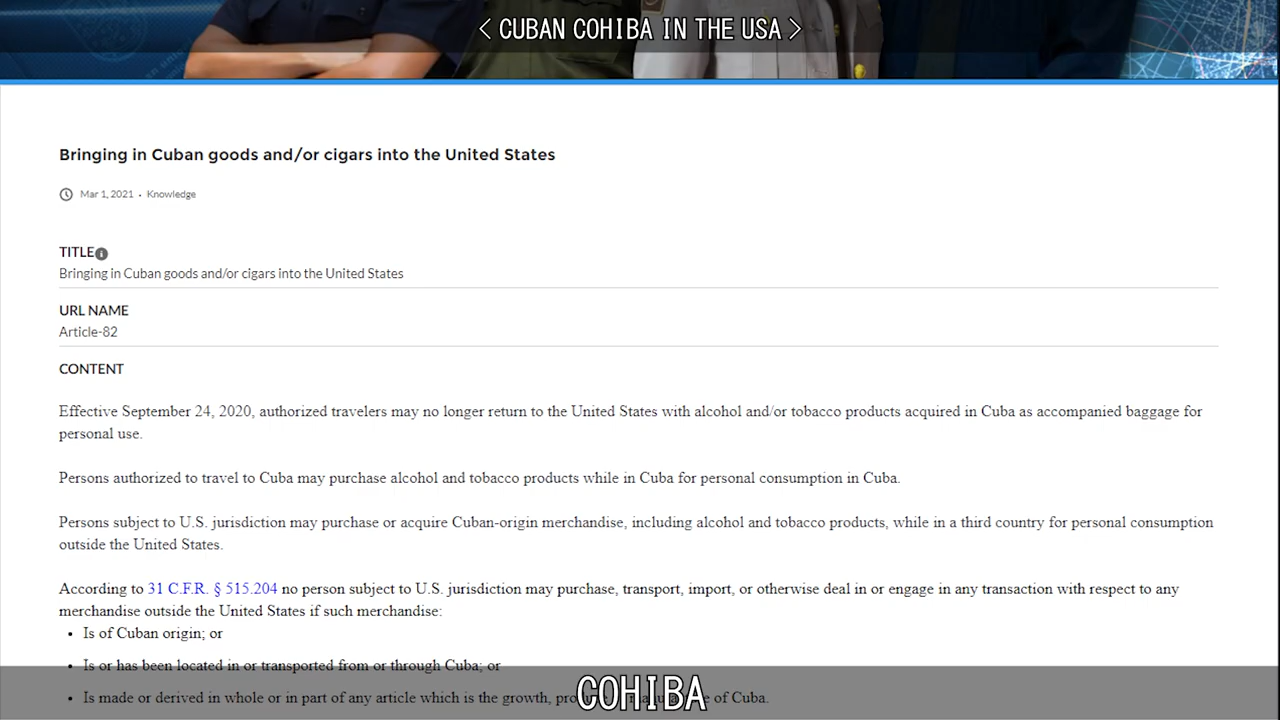 < CUBAN COHIBA IN THE USA >
Bringing in Cuban goods and/or cigars into the United States
Mar 1, 2021 • Knowledge
TITLE
Bringing in Cuban goods and/or cigars into the United States
URL NAME
Article-82
CONTENT
Effective September 24, 2020, authorized travelers may no longer return to the United States with alcohol and/or tobacco products acquired in Cuba as accompanied baggage for
personal use.
Persons authorized to travel to Cuba may purchase alcohol and tobacco products while in Cuba for personal consumption in Cuba.
Persons subject to U.S. jurisdiction may purchase or acquire Cuban-origin merchandise, including alcohol and tobacco products, while in a third country for personal consumption
outside the United States.
According to 31 C.F.R. § 515.204 no person subject to U.S. jurisdiction may purchase, transport, import, or otherwise deal in or engage in any transaction with respect to any
merchandise outside the United States if such merchandise:
• Is of Cuban origin; or
• Is or has been located in or transported from or through Cuba; or
• Is made or derived in whole or in part of any article which is the growth, of Cuba.
COHIBA